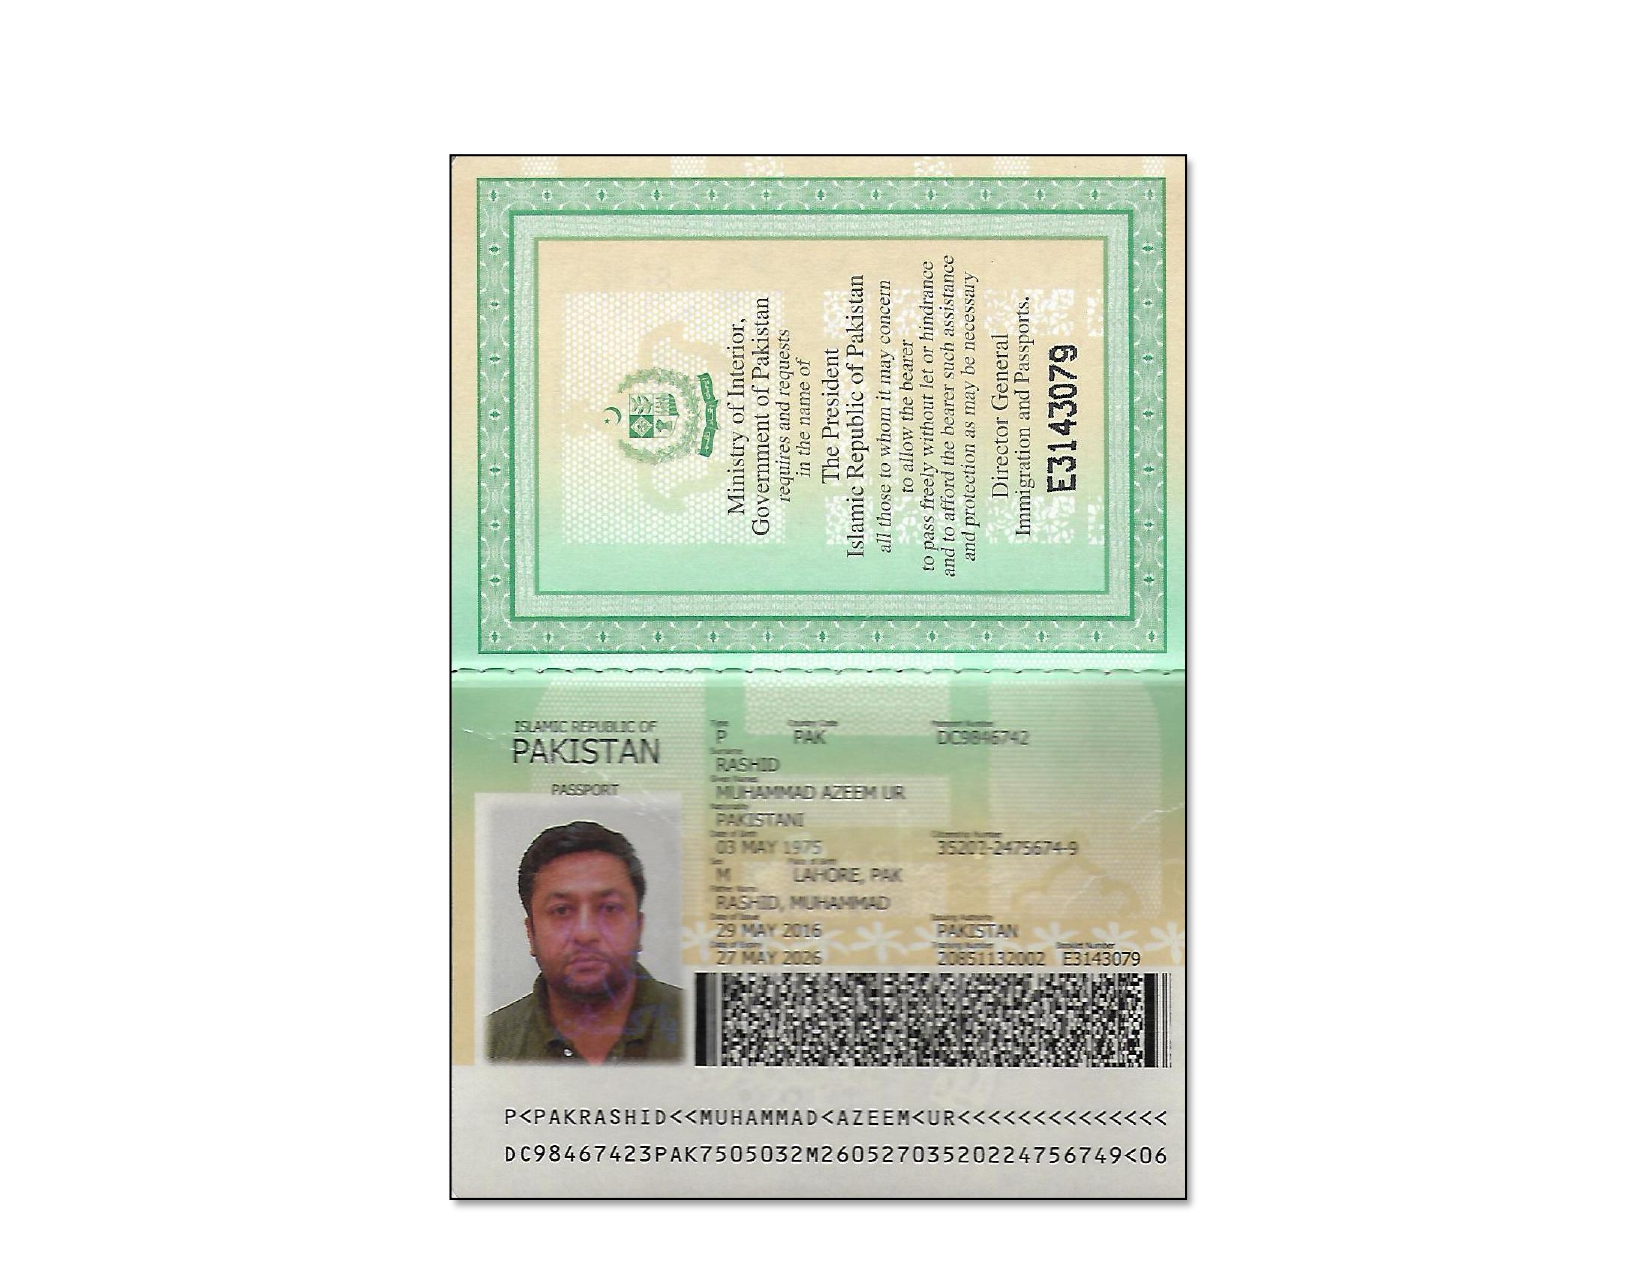 Ministry of Interior,
Government of Pakistan
requires and requests
in the name of
The President
Islamic Republic of Pakistan
all those to whom it may concern
to allow the bearer
to pass freely without let or hindrance
and to afford the bearer such assistance
and protection as may be necessary
Director General
Immigration and Passports.
E3143079
ISLAMIC REPUBLIC OF
PAKISTAN
PASSPORT
Type Country Code Passport Number
P PAK DC9846742
Surname
RASHID
Given Names
MUHAMMAD AZEEM UR
Nationality
PAKISTANI
Date of Birth Citizenship Number
03 MAY 1975 35202-2475674-9
Sex Place of Birth
M LAHORE, PAK
Father Name
RASHID, MUHAMMAD
Date of Issue Issuing Authority
29 MAY 2016 PAKISTAN
Date of Expiry Tracking Number Booklet Number
27 MAY 2026 20851132002 E3143079
P<PAKRASHID<<MUHAMMAD<AZEEM<UR<<<<<<<<<<<<<<
DC98467423PAK7505032M26052703520224756749<06